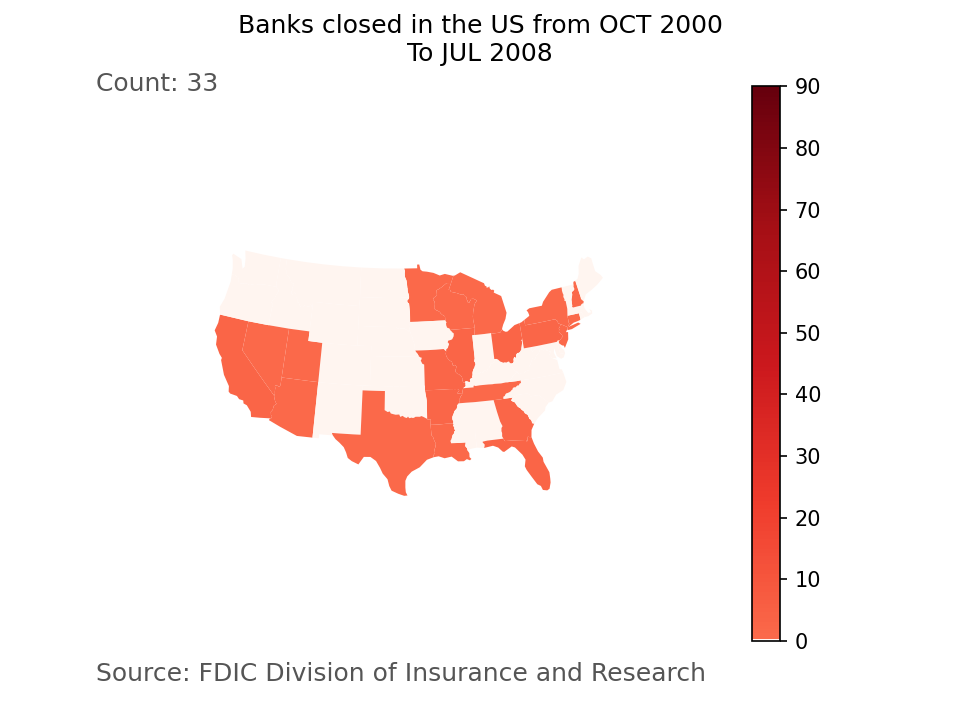 Banks closed in the US from OCT 2000
To JUL 2008
Count: 33
90
80
70
60
50
40
30
20
10
0
Source: FDIC Division of Insurance and Research